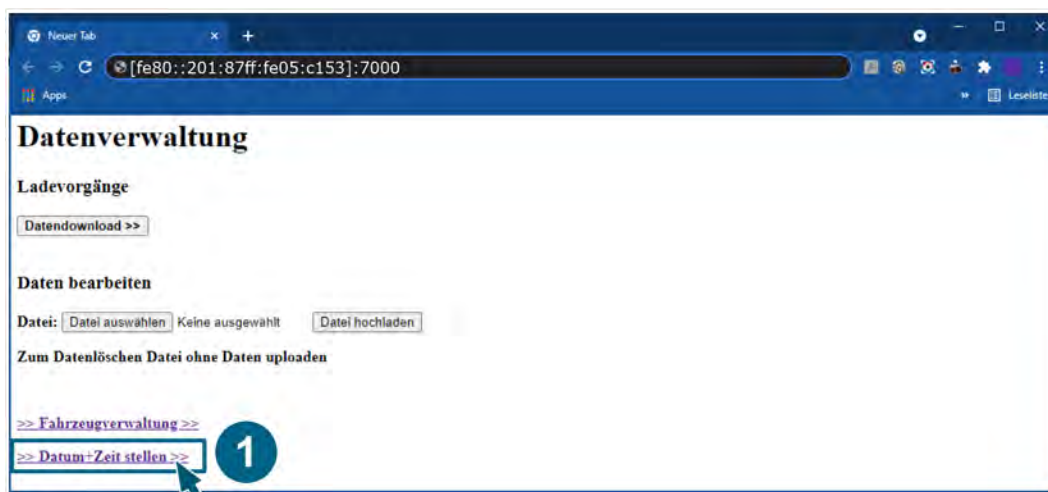 Neuer Tab
[fe80::201:87ff:fe05:c153]:7000
Apps
Leseliste
Datenverwaltung
Ladevorgänge
Datendownload >>
Daten bearbeiten
Datei: Datei auswählen Keine ausgewählt Datei hochladen
Zum Datenlöschen Datei ohne Daten uploaden
>> Fahrzeugverwaltung >>
>> Datum+Zeit stellen >> 1